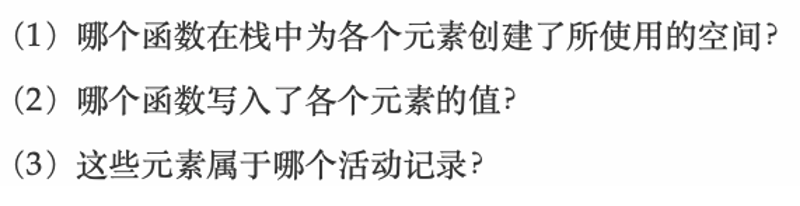 （1）哪个函数在栈中为各个元素创建了所使用的空间?
（2）哪个函数写入了各个元素的值?
（3）这些元素属于哪个活动记录?